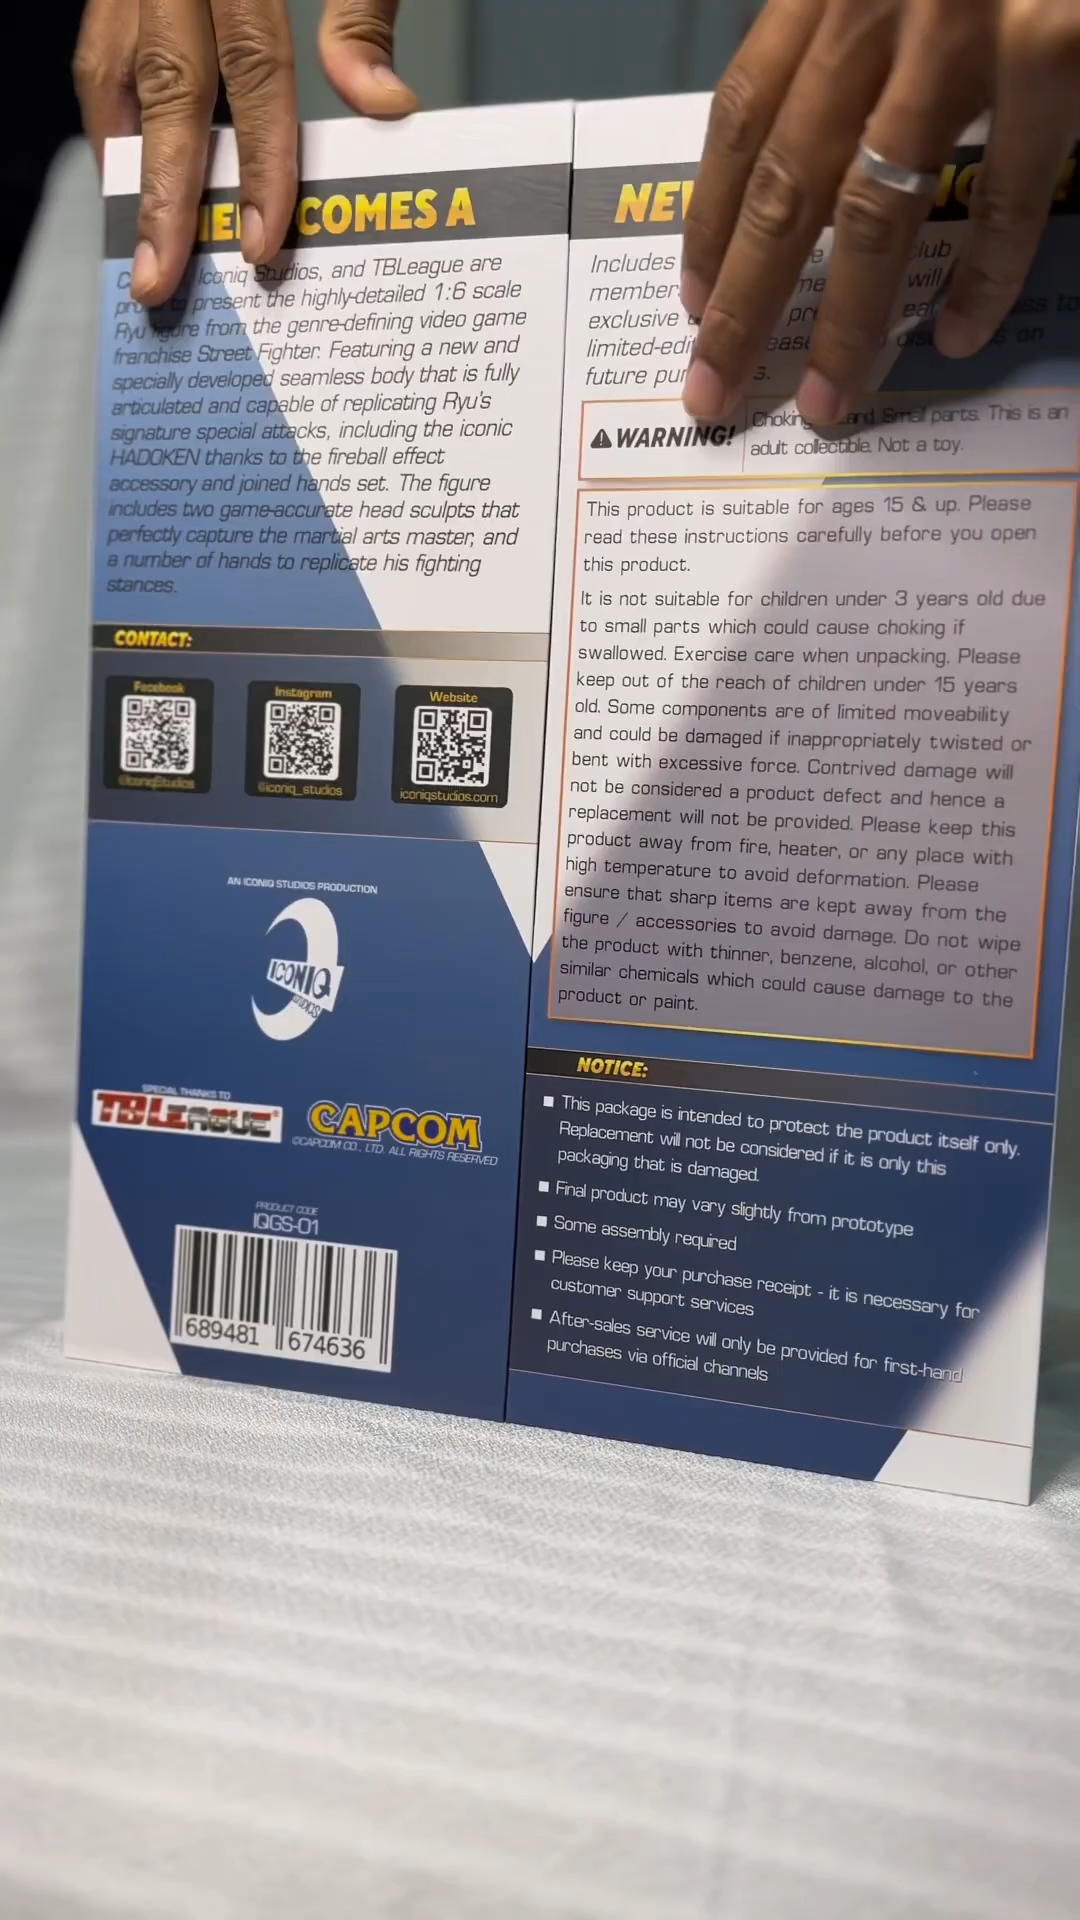 COMES A
Iconiq Studios, and TBLeague are
present the highly-detailed 1:6 scale
Ryu figure from the genre-defining video game
franchise Street Fighter. Featuring a new and
specially developed seamless body that is fully
articulated and capable of replicating Ryu's
signature special attacks, including the iconic
HADOKEN thanks to the fireball effect
accessory and joined hands set. The figure
includes two game-accurate head sculpts that
perfectly capture the martial arts master, and
a number of hands to replicate his fighting
stances.
CONTACT:
Facebook
Instagram
Website
@IconiqStudios
@iconiq_studios
iconiqstudios.com
AN ICONIQ STUDIOS PRODUCTION
ICONIQ
STUDIOS
SPECIAL THANKS TO
TBLEAGUE®
CAPCOM
©CAPCOM CO., LTD. ALL RIGHTS RESERVED
PRODUCT CODE
IQGS-01
689481 674636
Includes club
will
exclusive
to
on
future
WARNING!
Small parts. This is an
adult collectible. Not a toy.
This product is suitable for ages 15 & up. Please
read these instructions carefully before you open
this product.
It is not suitable for children under 3 years old due
to small parts which could cause choking if
swallowed. Exercise care when unpacking. Please
keep out of the reach of children under 15 years
old. Some components are of limited moveability
and could be damaged if inappropriately twisted or
bent with excessive force. Contrived damage will
not be considered a product defect and hence a
replacement will not be provided. Please keep this
product away from fire, heater, or any place with
high temperature to avoid deformation. Please
ensure that sharp items are kept away from the
figure / accessories to avoid damage. Do not wipe
the product with thinner, benzene, alcohol, or other
similar chemicals which could cause damage to the
product or paint.
NOTICE:
■ This package is intended to protect the product itself only.
Replacement will not be considered if it is only this
packaging that is damaged.
■ Final product may vary slightly from prototype
■ Some assembly required
■ Please keep your purchase receipt - it is necessary for
customer support services
■ After-sales service will only be provided for first-hand
purchases via official channels